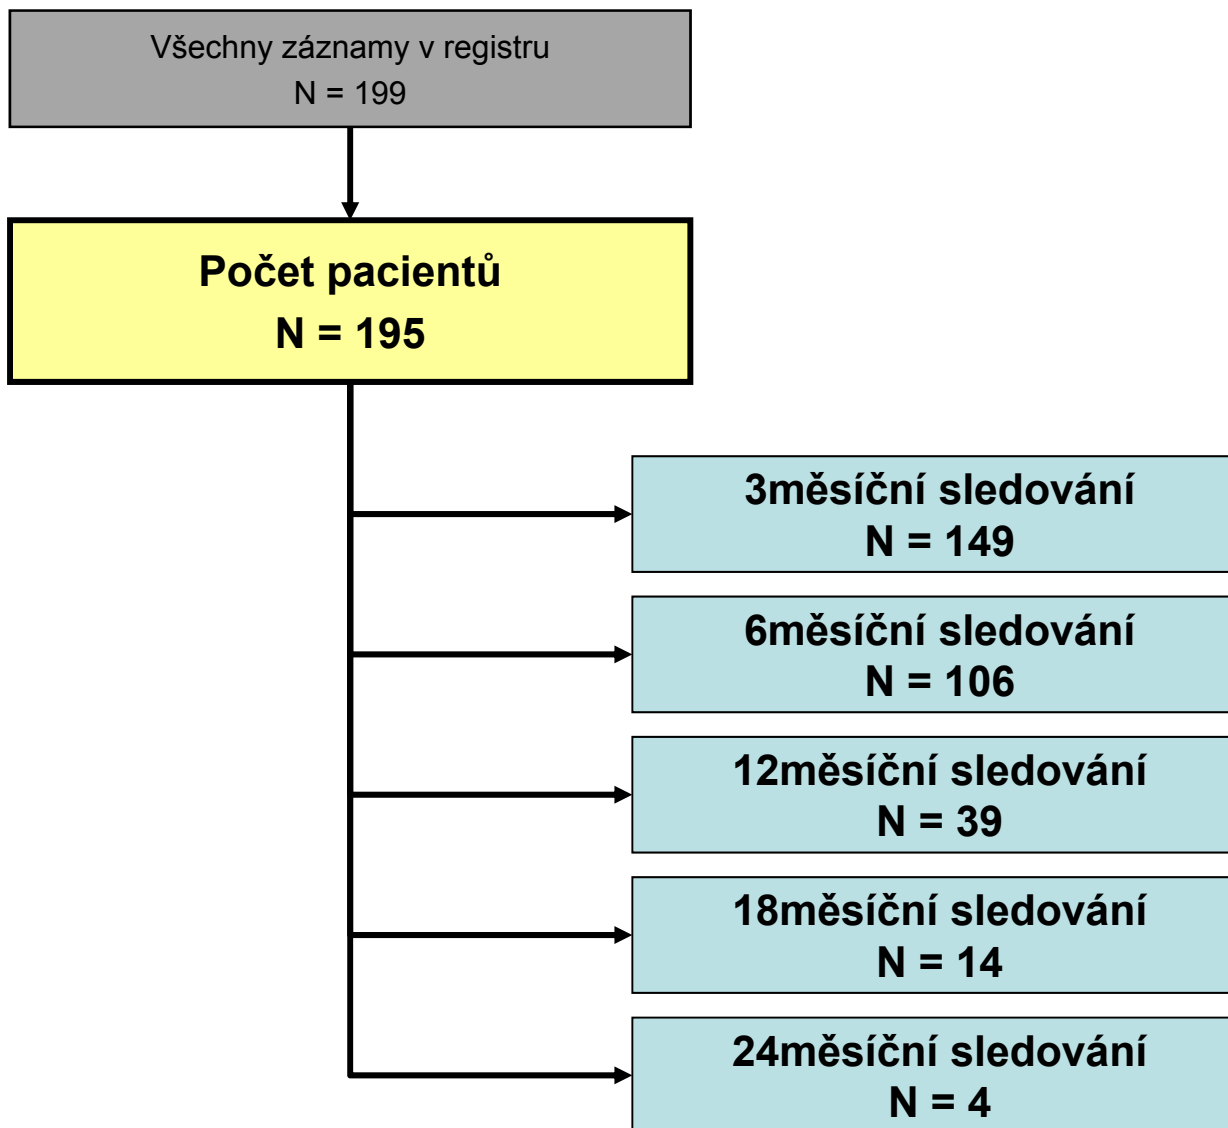 Všechny záznamy v registru
N = 199
Počet pacientů
N = 195
3měsíční sledování
N = 149
6měsíční sledování
N = 106
12měsíční sledování
N = 39
18měsíční sledování
N = 14
24měsíční sledování
N = 4